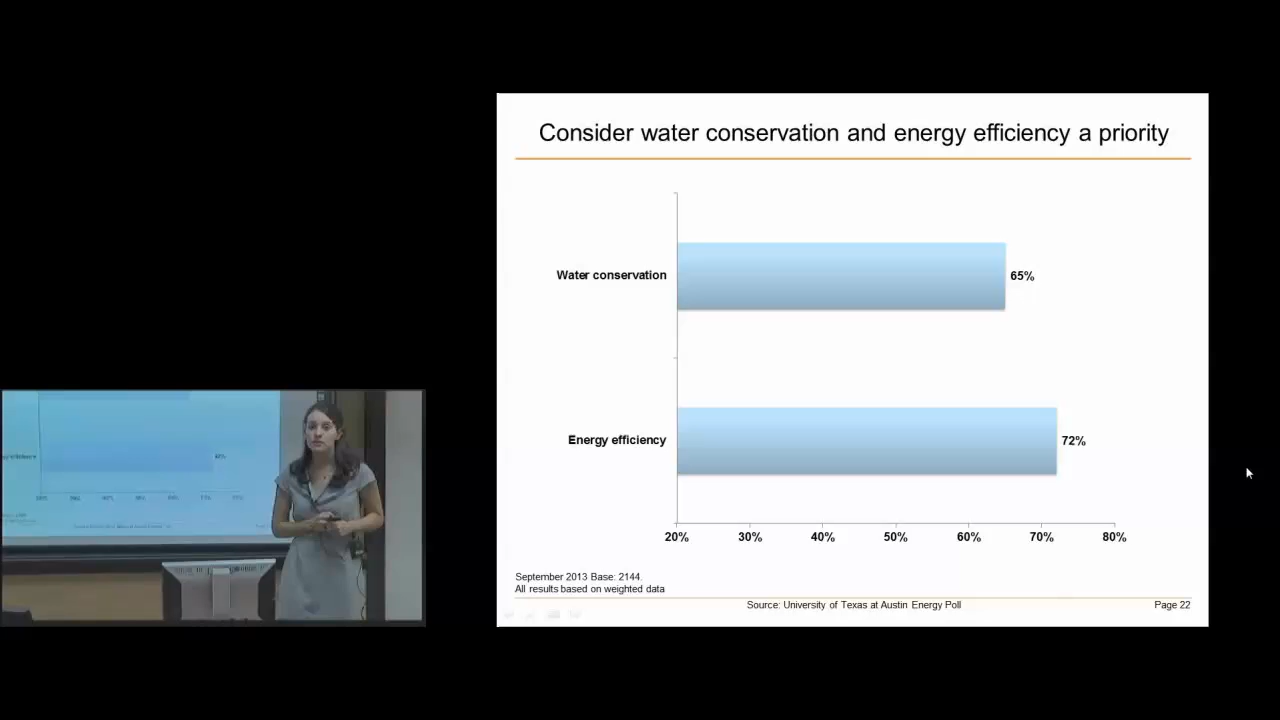 Consider water conservation and energy efficiency a priority
Water conservation
65%
Energy efficiency
72%
20% 30% 40% 50% 60% 70% 80%
September 2013 Base: 2144.
All results based on weighted data
Source: University of Texas at Austin Energy Poll
Page 22